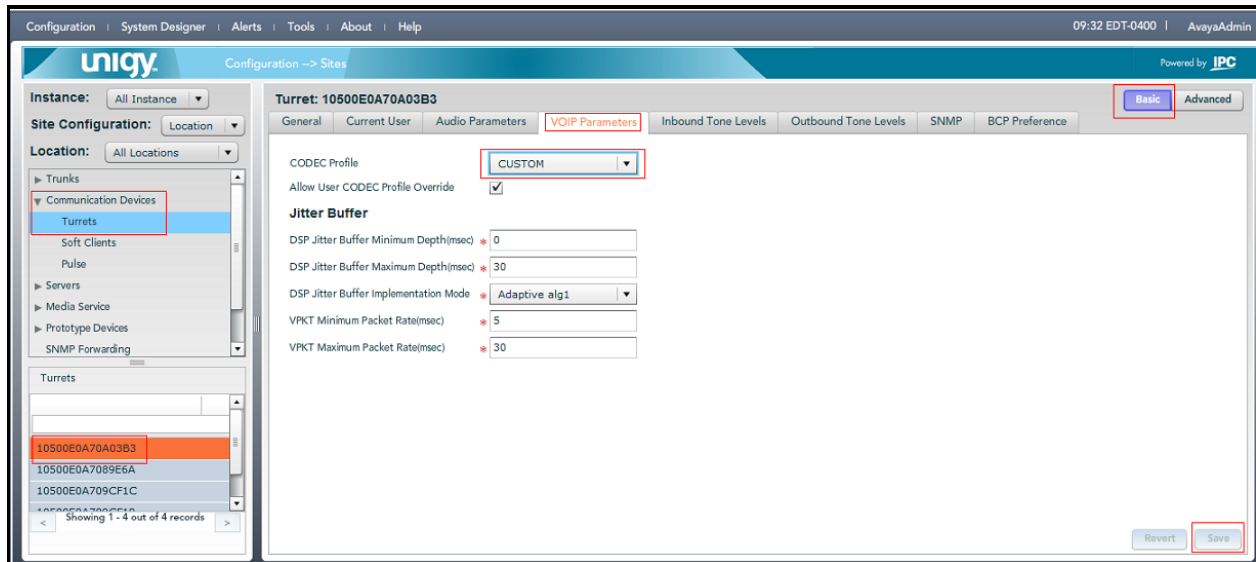 Configuration System Designer Alerts Tools About Help 09:32 EDT-0400 AvayaAdmin
unigy Configuration --> Sites Powered by IPC
Instance: All Instance
Site Configuration: Location
Location: All Locations
Trunks
Communication Devices
Turrets
Soft Clients
Pulse
Servers
Media Service
Prototype Devices
SNMP Forwarding
Turrets
10500E0A70A03B3
10500E0A7089E6A
10500E0A709CF1C
Showing 1 - 4 out of 4 records
< >
Turret: 10500E0A70A03B3 Basic Advanced
General Current User Audio Parameters VOIP Parameters Inbound Tone Levels Outbound Tone Levels SNMP BCP Preference
CODEC Profile CUSTOM
Allow User CODEC Profile Override
Jitter Buffer
DSP Jitter Buffer Minimum Depth(msec) * 0
DSP Jitter Buffer Maximum Depth(msec) * 30
DSP Jitter Buffer Implementation Mode * Adaptive alg1
VPKT Minimum Packet Rate(msec) * 5
VPKT Maximum Packet Rate(msec) * 30
Revert Save